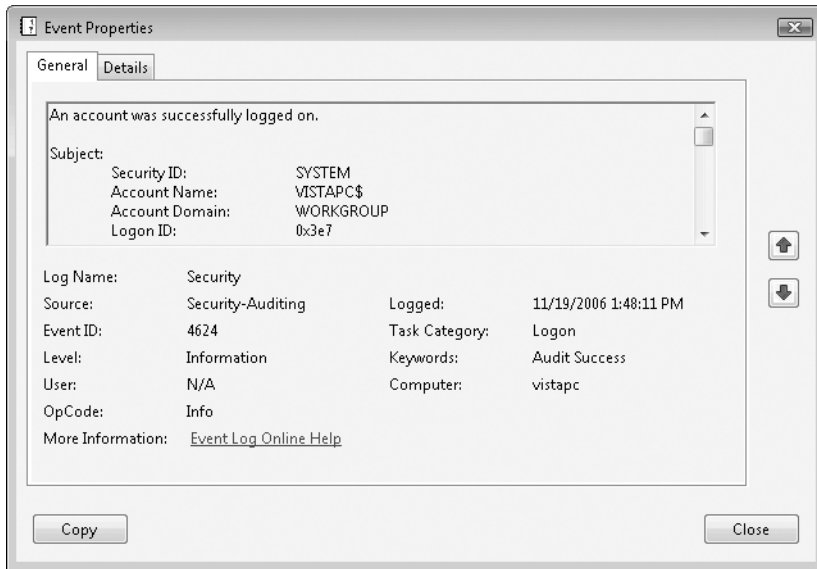 Event Properties
General Details
An account was successfully logged on.
Subject:
Security ID: SYSTEM
Account Name: VISTAPC$
Account Domain: WORKGROUP
Logon ID: 0x3e7
Log Name: Security
Source: Security-Auditing Logged: 11/19/2006 1:48:11 PM
Event ID: 4624 Task Category: Logon
Level: Information Keywords: Audit Success
User: N/A Computer: vistapc
OpCode: Info
More Information: Event Log Online Help
Copy Close